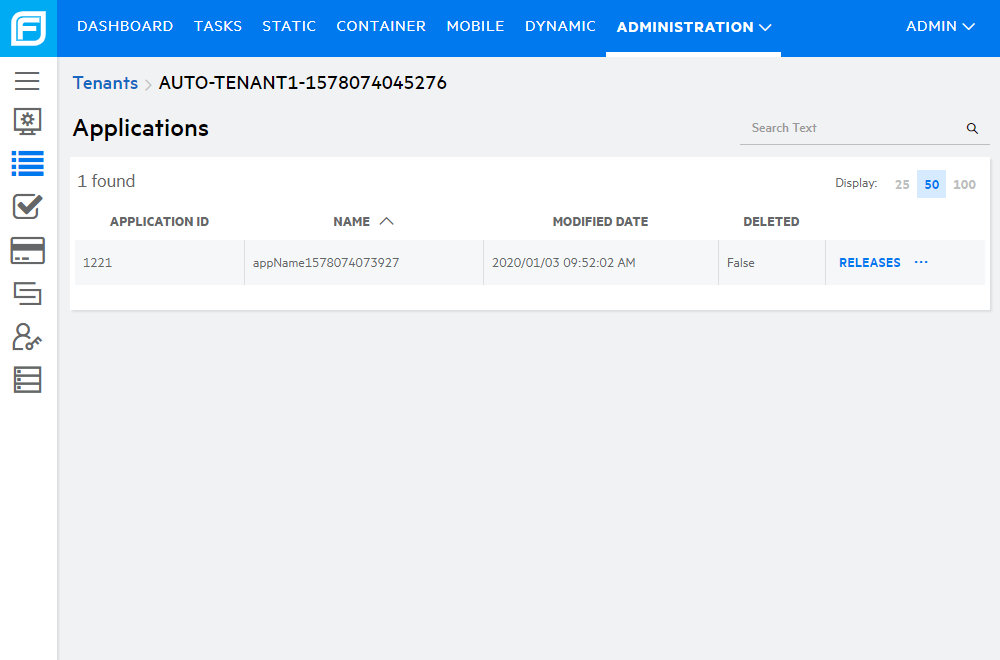 DASHBOARD TASKS STATIC CONTAINER MOBILE DYNAMIC ADMINISTRATION ADMIN
Tenants > AUTO-TENANT1-1578074045276
Applications
Search Text
1 found
Display: 25 50 100
APPLICATION ID NAME MODIFIED DATE DELETED
1221 appName1578074073927 2020/01/03 09:52:02 AM False RELEASES ...